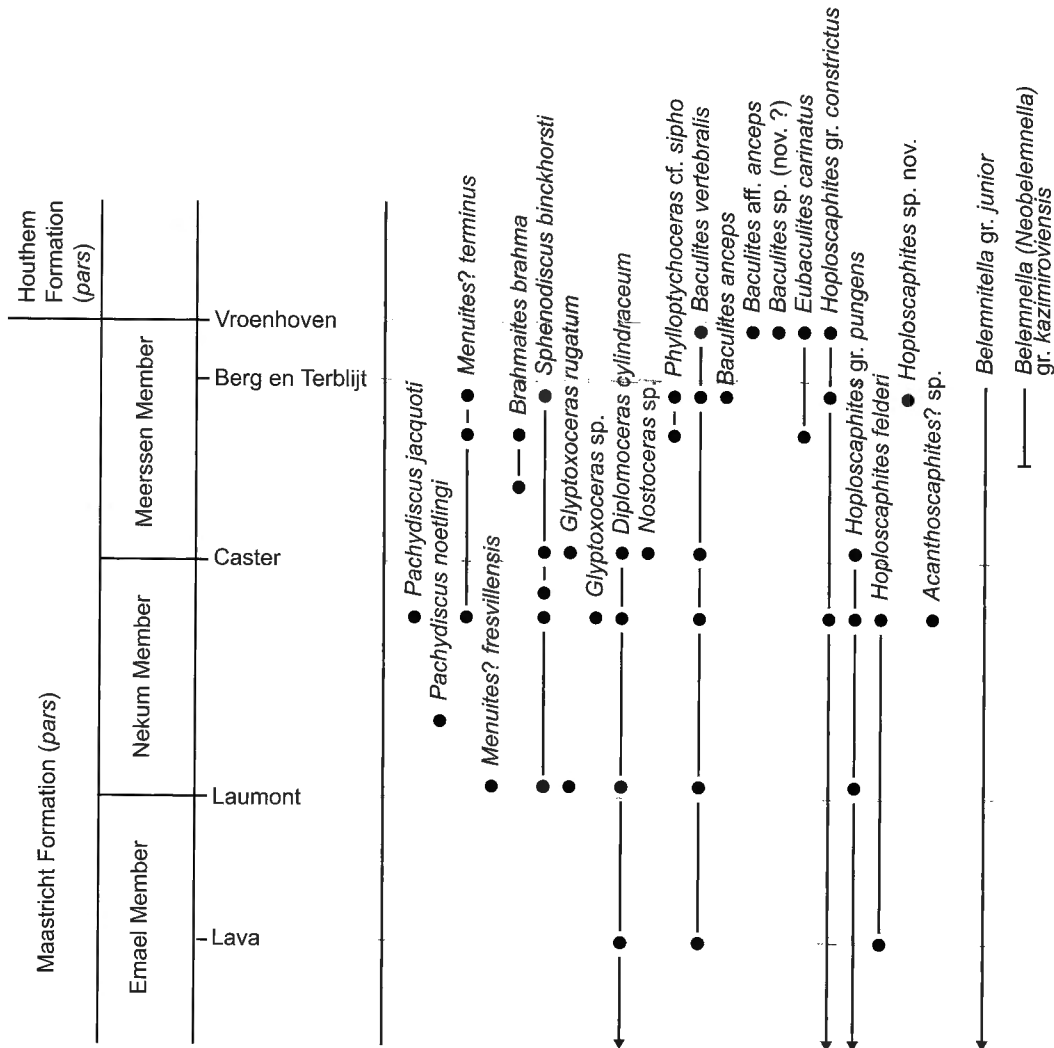 Houthem
Formation
(pars)
Maastricht Formation (pars)
Meerssen Member
Nekum Member
Emael Member
Vroenhoven
Berg en Terblijt
Caster
Laumont
Lava
Pachydiscus jacquoti
Pachydiscus noetlingi
Menuites? terminus
Menuites? fresvillensis
Brahmaites brahma
Sphenodiscus binckhorsti
Glyptoxoceras rugatum
Glyptoxoceras sp.
Diplomoceras cylindraceum
Nostoceras sp.
Phylloptychoceras cf. sipho
Baculites vertebralis
Baculites anceps
Baculites aff. anceps
Baculites sp. (nov. ?)
Eubaculites carinatus
Hoploscaphites gr. constrictus
Hoploscaphites gr. pungens
Hoploscaphites felderi
Hoploscaphites sp. nov.
Acanthoscaphites? sp.
Belemnitella gr. junior
Belemnella (Neobelemnella)
gr. kazimiroviensis